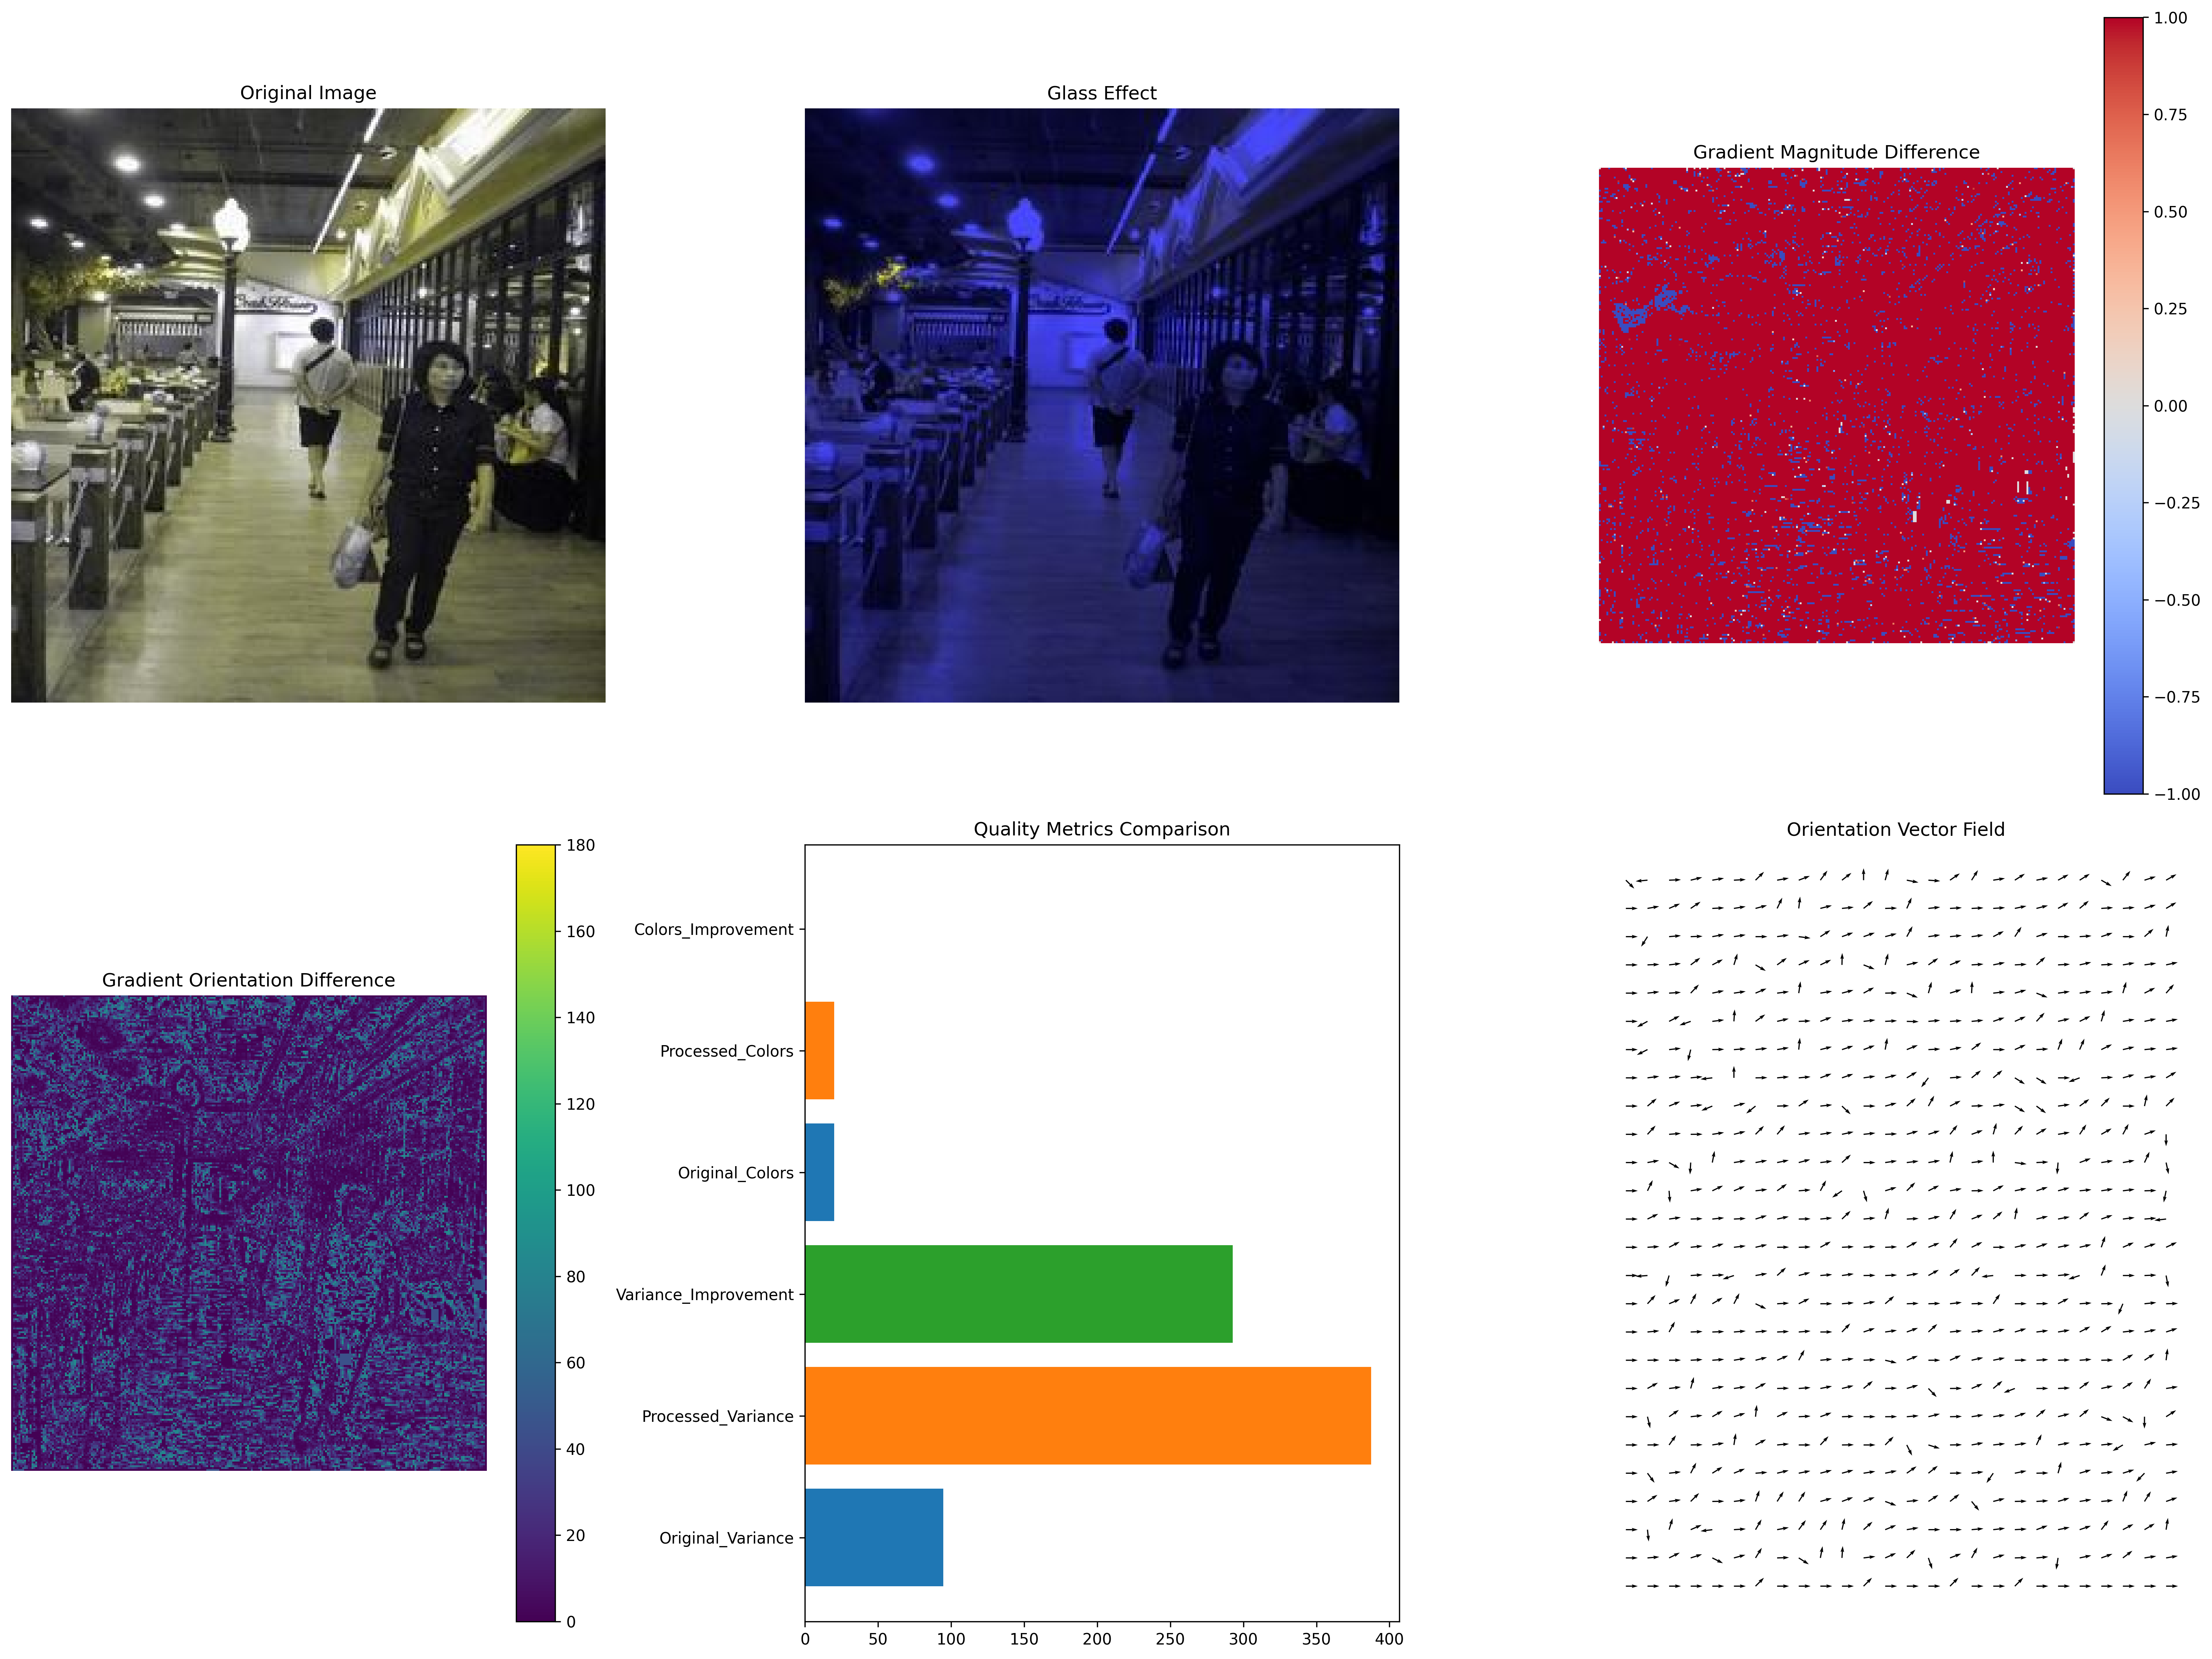 Original Image
Glass Effect
Gradient Magnitude Difference
1.00
0.75
0.50
0.25
0.00
−0.25
−0.50
−0.75
−1.00
Gradient Orientation Difference
180
160
140
120
100
80
60
40
20
0
Quality Metrics Comparison
Colors_Improvement
Processed_Colors
Original_Colors
Variance_Improvement
Processed_Variance
Original_Variance
0 50 100 150 200 250 300 350 400
Orientation Vector Field